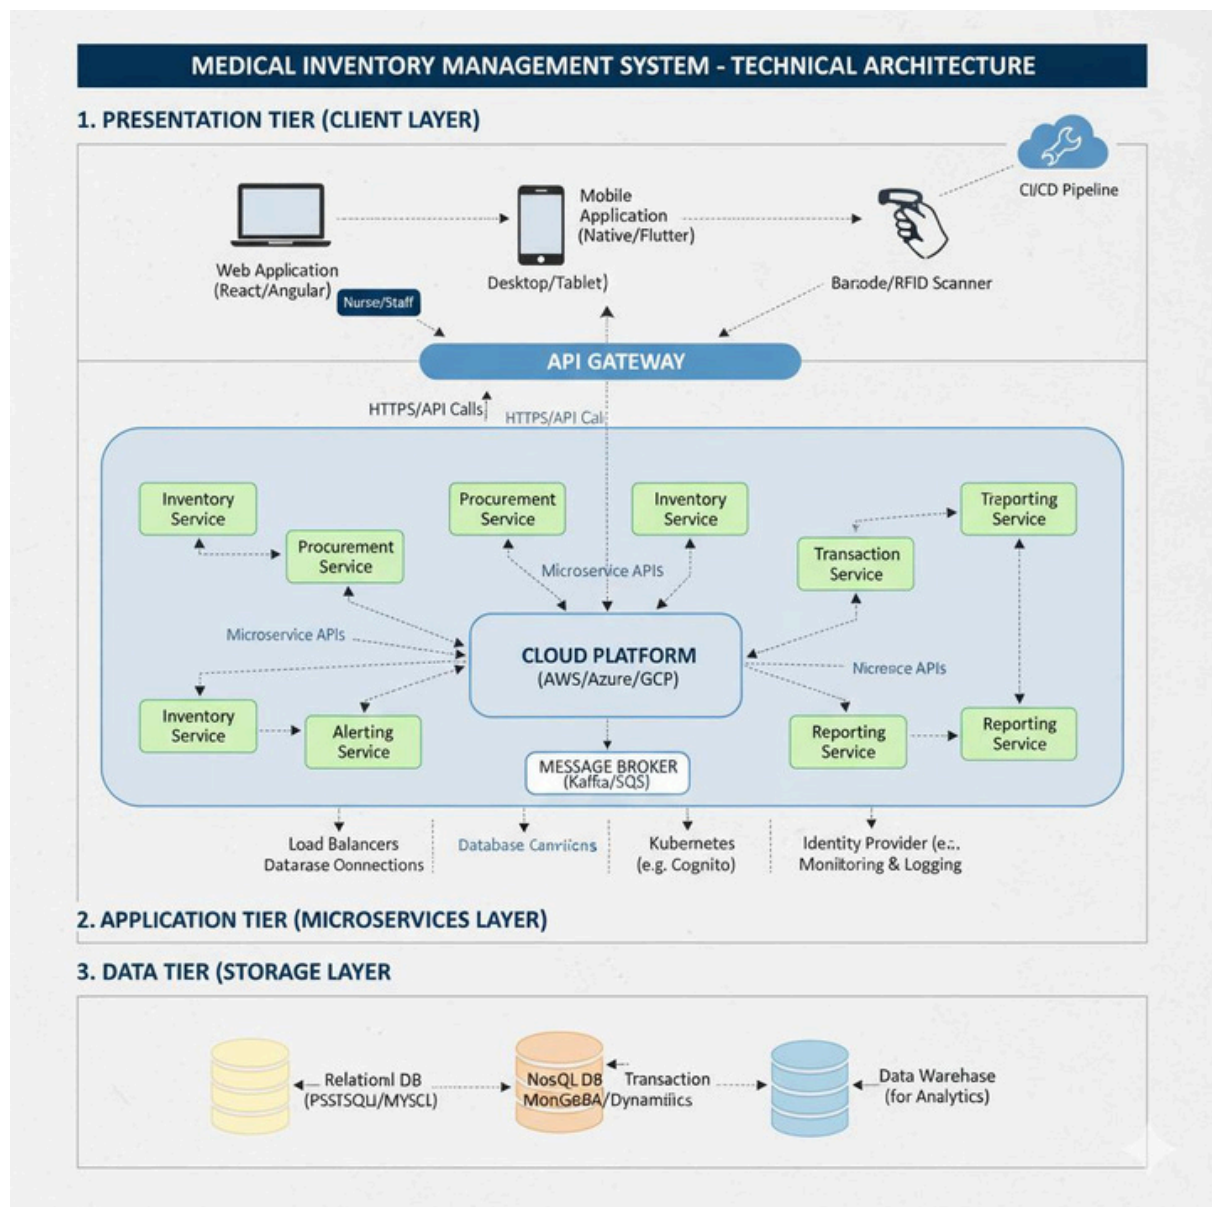 MEDICAL INVENTORY MANAGEMENT SYSTEM - TECHNICAL ARCHITECTURE
1. PRESENTATION TIER (CLIENT LAYER)
CI/CD Pipeline
Mobile
Application
(Native/Flutter)
Web Application
(React/Angular)
Desktop/Tablet)
Barcode/RFID Scanner
Nurse/Staff
API GATEWAY
HTTPS/API Calls
HTTPS/API Cal
Inventory
Service
Procurement
Service
Procurement
Service
Inventory
Service
Transaction
Service
Treporting
Service
Microservice APIs
Microservice APIs
CLOUD PLATFORM
(AWS/Azure/GCP)
Nicrence APIs
Inventory
Service
Alerting
Service
Reporting
Service
Reporting
Service
MESSAGE BROKER
(Kaffta/SQS)
Load Balancers
Datarase Oonnections
Database
Kubernetes
(e.g. Cognito)
Identity Provider (e...
Monitoring & Logging
2. APPLICATION TIER (MICROSERVICES LAYER)
3. DATA TIER (STORAGE LAYER
Relationl DB
(PSSTSQLI/MYSCL)
NosQL DB
MonGeBA/Dynamiiics
Transaction
Data Warehase
(for Analytics)